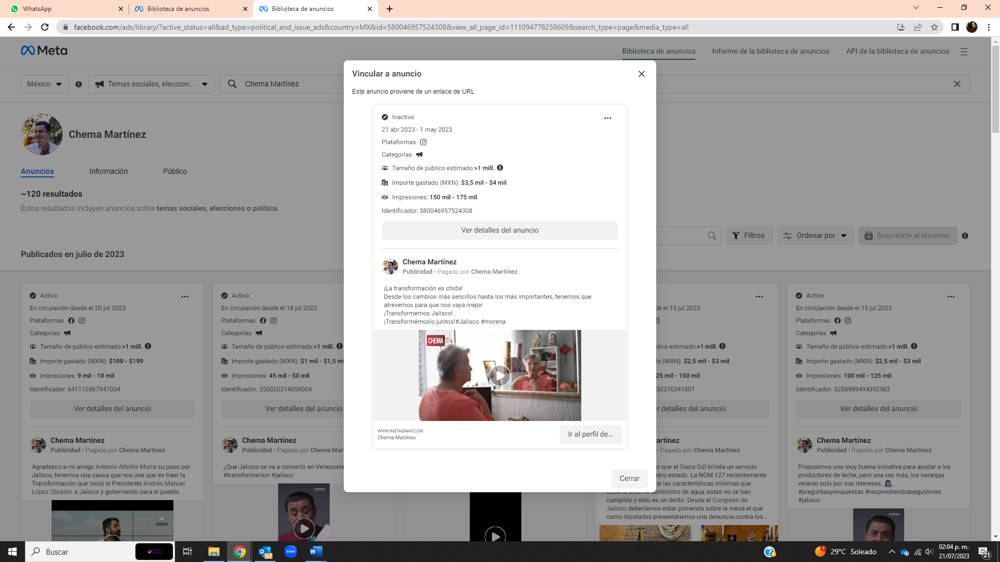 WhatsApp
Biblioteca de anuncios
Biblioteca de anuncios
facebook.com/ads/library/?active_status=all&ad_type=political_and_issue_ads&country=MX&id=580046957524308&view_all_page_id=111094778258609&search_type=page&media_type=all
Meta
Biblioteca de anuncios
Informe de la biblioteca de anuncios
API de la biblioteca de anuncios
México
Temas sociales, eleccion...
Chema Martínez
Chema Martínez
Anuncios
Información
Público
~120 resultados
Estos resultados incluyen anuncios sobre temas sociales, elecciones o política.
Filtros
Ordenar por
Suscribirte al resumen
Publicados en julio de 2023
Vincular a anuncio
Este anuncio proviene de un enlace de URL
Inactivo
21 abr 2023 - 1 may 2023
Plataformas
Categorías
Tamaño de público estimado:>1 mill.
Importe gastado (MXN): $3,5 mil - $4 mil
Impresiones: 150 mil - 175 mil
Identificador: 580046957524308
Ver detalles del anuncio
Chema Martínez
Publicidad • Pagado por Chema Martínez
¡La transformación es chida!
Desde los cambios más sencillos hasta los más importantes, tenemos que
atrevernos para que nos vaya mejor.
¡Transformemos Jalisco!
¡Transformémoslo juntos!#Jalisco #morena
CHEMA
MARTÍNEZ
WWW.INSTAGRAM.COM
Chema Martínez
Ir al perfil de...
Cerrar
Activo
En circulación desde el 20 jul 2023
Plataformas
Categorías
Tamaño de público estimado:>1 mill.
Importe gastado (MXN): $100 - $199
Impresiones: 9 mil - 10 mil
Identificador: 641112867947034
Ver detalles del anuncio
Chema Martínez
Publicidad • Pagado por Chema Martínez
Agradezco a mi amigo Antonio Attolini Murra su paso por
Jalisco, tenemos una causa que nos une que es traer la
Transformación que inició el Presidente Andrés Manuel
López Obrador a Jalisco y gobernando para el pueblo.
Activo
En circulación desde el 18 jul 2023
Plataformas
Categorías
Tamaño de público estimado:>1 mill.
Importe gastado (MXN): $1 mil - $1,5 mi
Impresiones: 45 mil - 50 mil
Identificador: 255020214059004
Ver detalles del anuncio
Chema Martínez
Publicidad • Pagado por Chema Mar
¿Que Jalisco se va a convertir en Venezuela
#transformacion #jalisco
CHEMA
l 15 jul 2023
blico estimado:>1 mill.
do (MXN): $2,5 mil - $3 mil
25 mil - 150 mil
50210341801
r detalles del anuncio
artínez
• Pagado por Chema Martínez
o que el Siapa Gdl brinda un servicio
stro estado. La NOM 127 recientemente
ce las características mínimas que
debería tener el suministro de agua, estas no se han
cumplido y esto es un delito. Desde el Congreso de
Jalisco deberíamos estar poniendo sobre la mesa el que
como diputados presentáramos una denuncia contra los...
Activo
En circulación desde el 15 jul 2023
Plataformas
Categorías
Tamaño de público estimado:>1 mill.
Importe gastado (MXN): $2,5 mil - $3 mil
Impresiones: 100 mil - 125 mil
Identificador: 3258989494392983
Ver detalles del anuncio
Chema Martínez
Publicidad • Pagado por Chema Martínez
Propusimos una muy buena iniciativa para ayudar a los
productores de leche, pero una vez más, los naranjas
velaron solo por sus intereses.
#preguntasyrespuestas #respondiendoaseguidores
#jalisco
CHEMA
Buscar
zoom
1
29°C Soleado
02:04 p. m.
21/07/2023
21